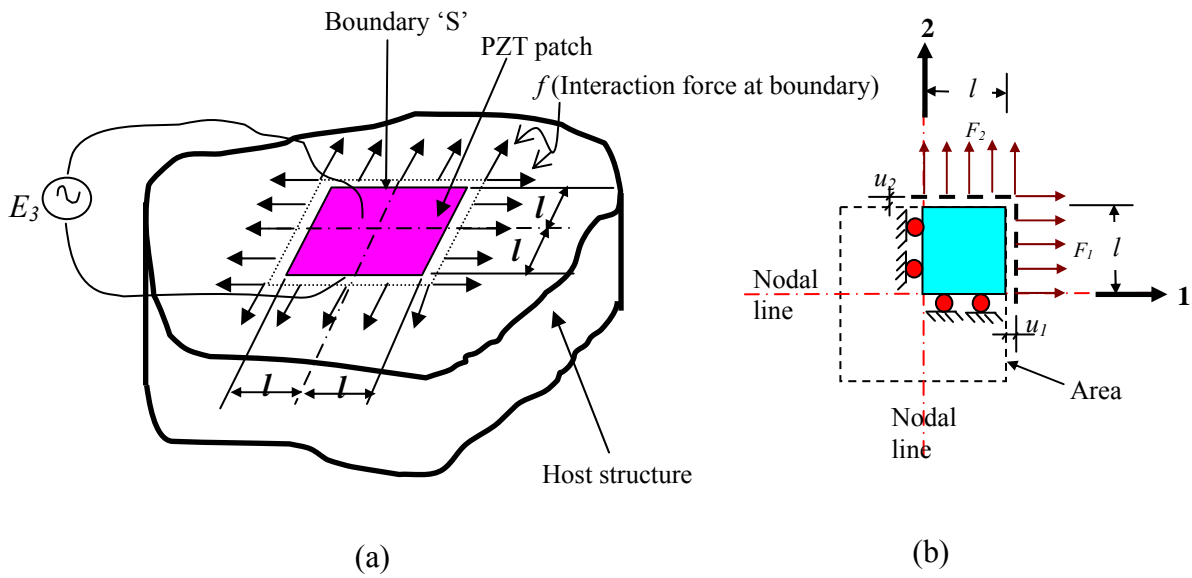 Boundary ‘S’
PZT patch
f (Interaction force at boundary)
E3
l
l
l
l
Host structure
(a)
2
l
F2
u2
F1
l
Nodal
line
1
u1
Area
Nodal
line
(b)